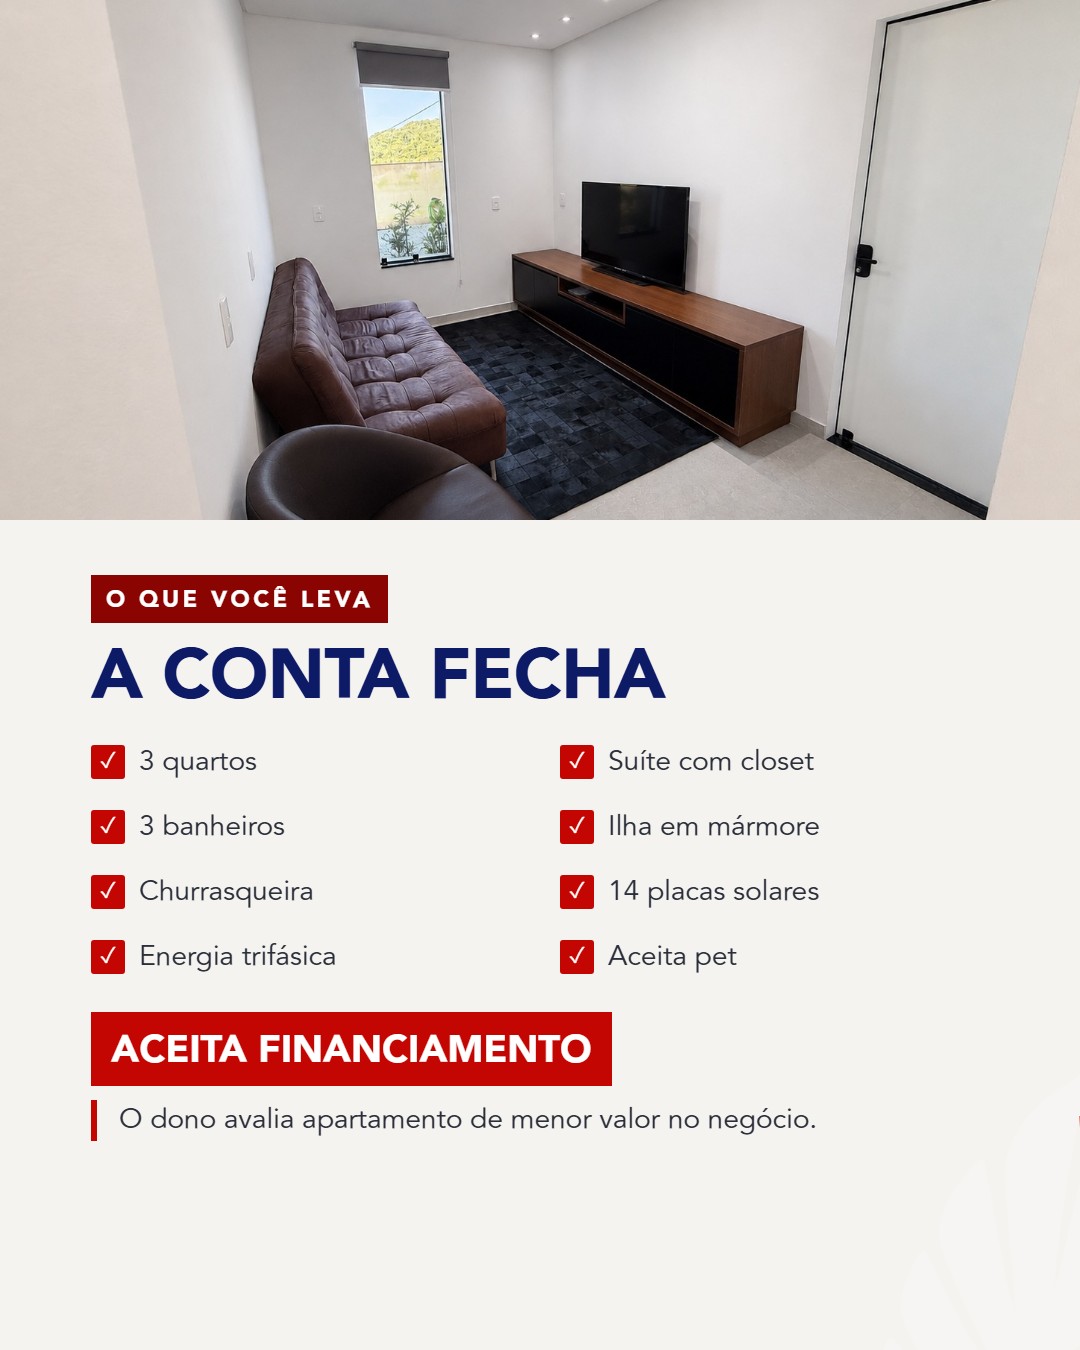 O QUE VOCÊ LEVA
A CONTA FECHA
3 quartos
Suíte com closet
3 banheiros
Ilha em mármore
Churrasqueira
14 placas solares
Energia trifásica
Aceita pet
ACEITA FINANCIAMENTO
O dono avalia apartamento de menor valor no negócio.